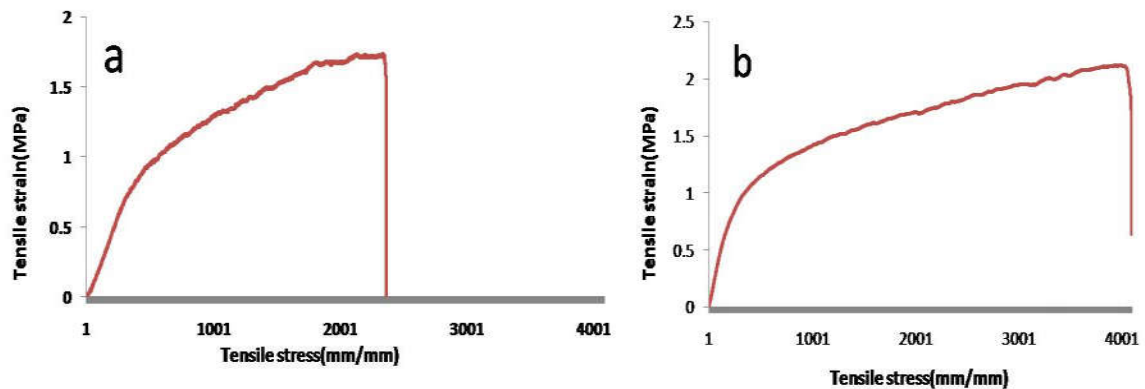 a
2
1.5
1
0.5
0
Tensile strain(MPa)
1 1001 2001 3001 4001
Tensile stress(mm/mm)
b
2.5
2
1.5
1
0.5
0
Tensile strain(MPa)
1 1001 2001 3001 4001
Tensile stress(mm/mm)